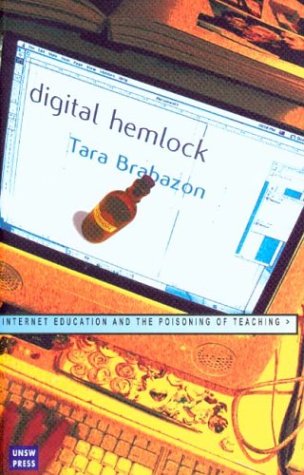 digital hemlock
Tara Brabazon
INTERNET EDUCATION AND THE POISONING OF TEACHING >
UNSW
PRESS